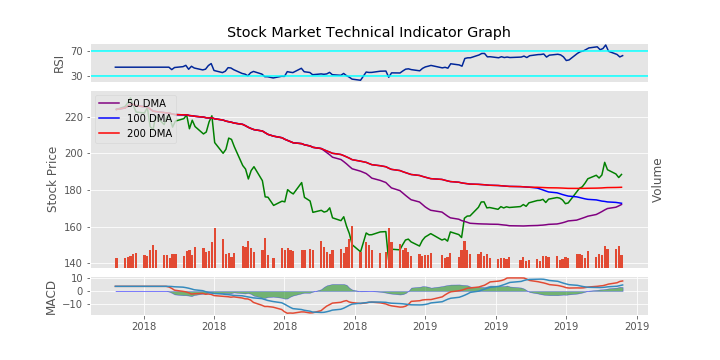 Stock Market Technical Indicator Graph
RSI
70
30
50 DMA
100 DMA
200 DMA
Stock Price
220
200
180
160
140
Volume
MACD
10
0
−10
2018
2018
2018
2018
2019
2019
2019
2019